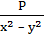 p
x² − y²